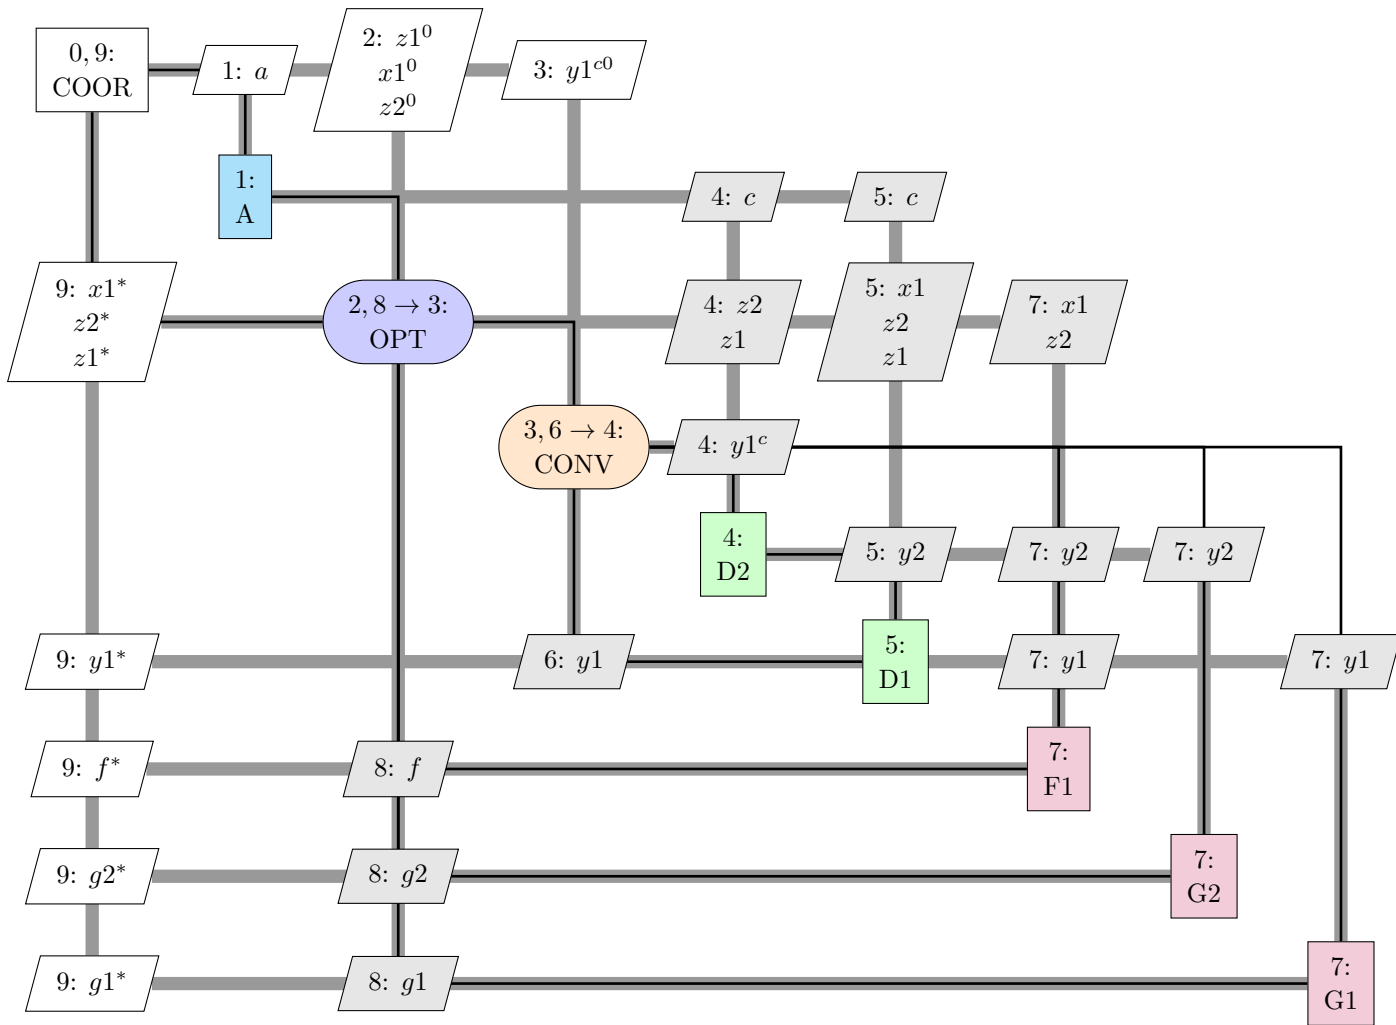 0, 9:
COOR
1: a
2: z1⁰
x1⁰
z2⁰
3: y1ᶜ⁰
1:
A
4: c
5: c
9: x1*
z2*
z1*
2, 8 → 3:
OPT
4: z2
z1
5: x1
z2
z1
7: x1
z2
3, 6 → 4:
CONV
4: y1ᶜ
4:
D2
5: y2
7: y2
7: y2
9: y1*
6: y1
5:
D1
7: y1
7: y1
9: f*
8: f
7:
F1
9: g2*
8: g2
7:
G2
9: g1*
8: g1
7:
G1